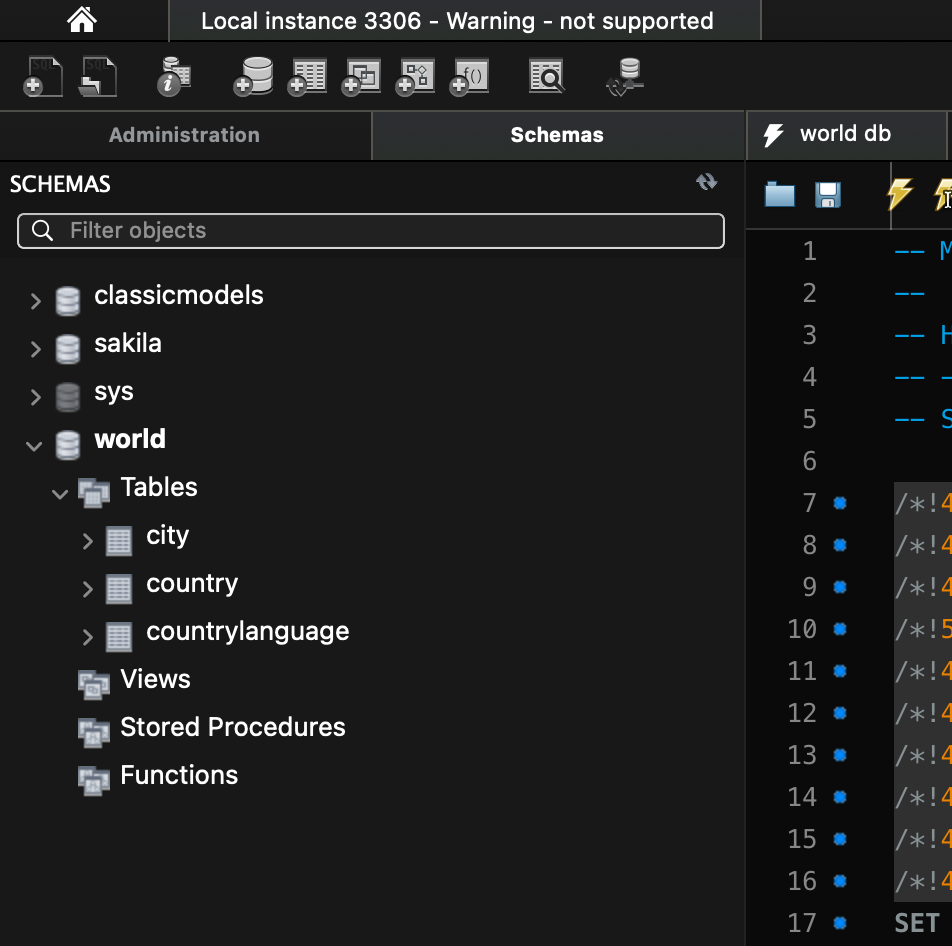 Local instance 3306 - Warning - not supported
Administration
Schemas
world db
SCHEMAS
Filter objects
classicmodels
sakila
sys
world
Tables
city
country
countrylanguage
Views
Stored Procedures
Functions
1 -- M
2 --
3 -- H
4 -- -
5 -- S
6
7 /*!4
8 /*!4
9 /*!4
10 /*!5
11 /*!4
12 /*!4
13 /*!4
14 /*!4
15 /*!4
16 /*!4
17 SET